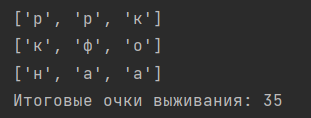 ['р', 'р', 'к']
['к', 'ф', 'о']
['н', 'а', 'а']
Итоговые очки выживания: 35